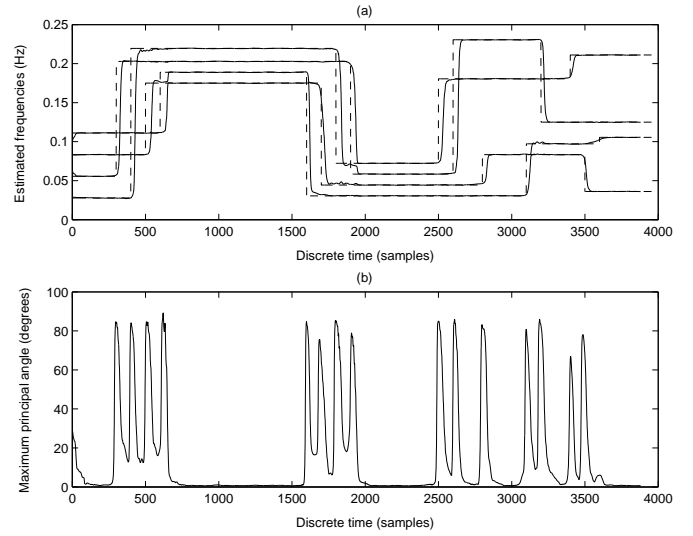 (a)
0.25
0.2
0.15
0.1
0.05
0
Estimated frequencies (Hz)
0 500 1000 1500 2000 2500 3000 3500 4000
Discrete time (samples)
(b)
100
80
60
40
20
0
Maximum principal angle (degrees)
0 500 1000 1500 2000 2500 3000 3500 4000
Discrete time (samples)